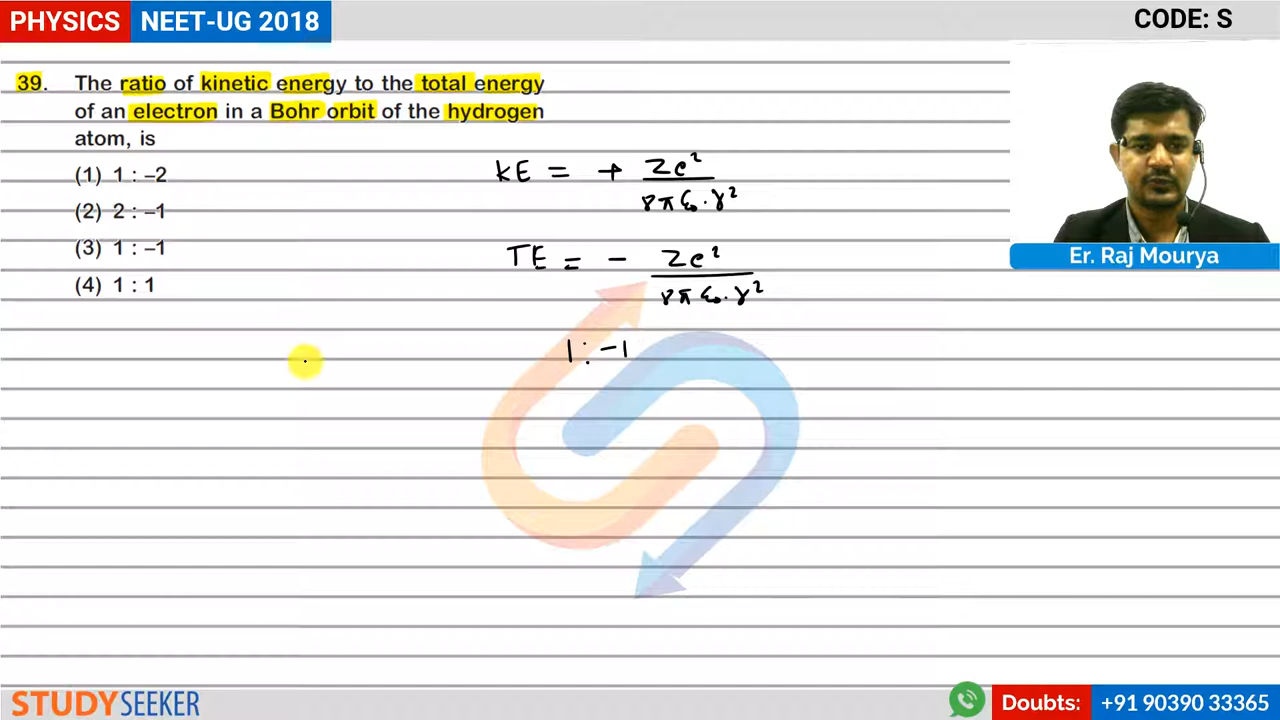 PHYSICS NEET-UG 2018
CODE: S
39. The ratio of kinetic energy to the total energy
of an electron in a Bohr orbit of the hydrogen
atom, is
(1) 1 : –2
(2) 2 : –1
(3) 1 : –1
(4) 1 : 1
KE = + Ze² / 8πε₀·r²
TE = - Ze² / 8πε₀·r²
1 : -1
Er. Raj Mourya
STUDYSEEKER
Doubts: +91 90390 33365